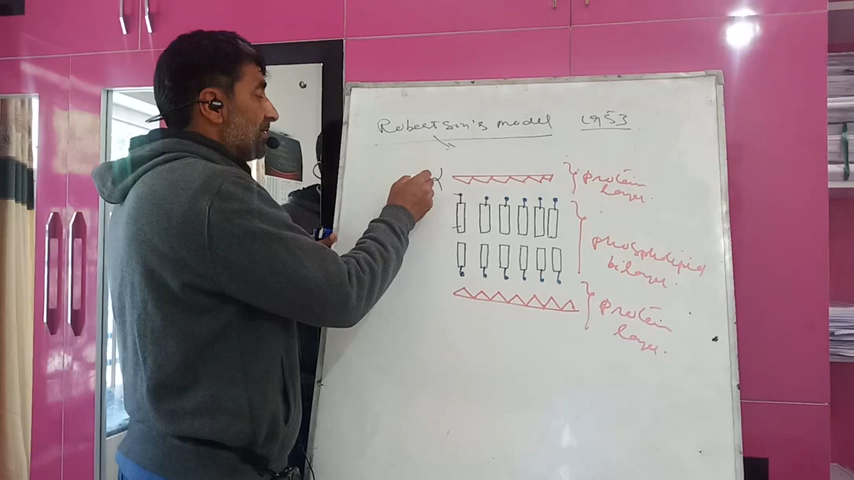 Robertson's model 1953
protein
layer.
phospholipid
bilayer.
protein
layer.